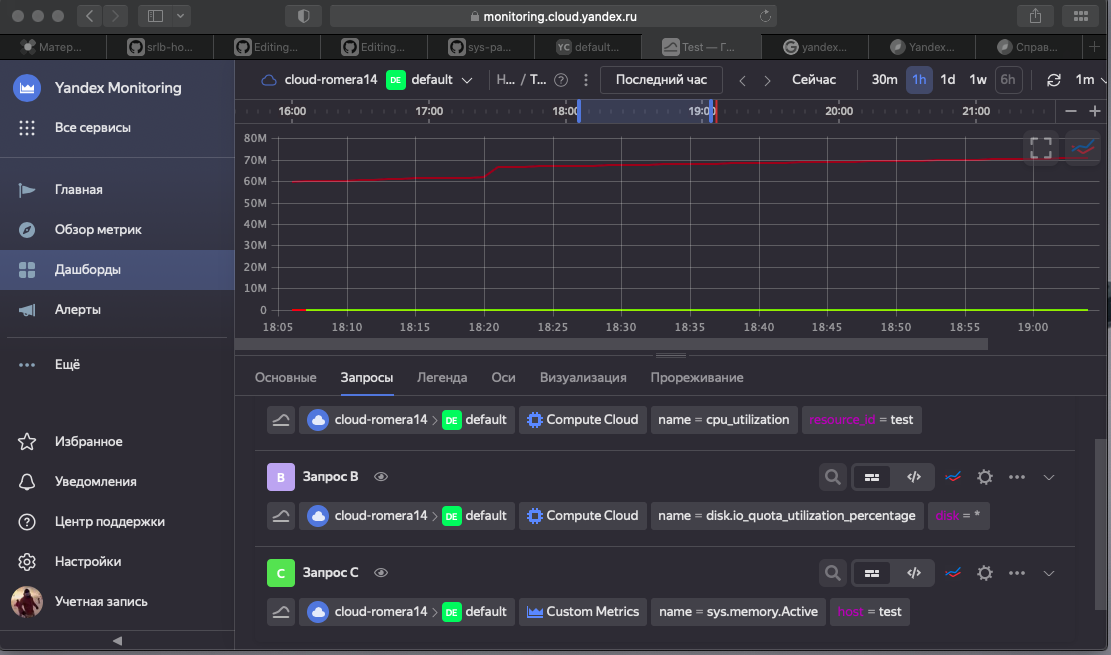 monitoring.cloud.yandex.ru
Матер...
srlb-ho...
Editing...
Editing...
sys-pa...
YC default...
Test — Г...
yandex...
Yandex...
Справ...
Yandex Monitoring
Все сервисы
Главная
Обзор метрик
Дашборды
Алерты
Ещё
Избранное
Уведомления
Центр поддержки
Настройки
Учетная запись
cloud-romera14 DE default H... / T... Последний час Сейчас 30m 1h 1d 1w 6h 1m
16:00 17:00 18:00 19:00 20:00 21:00
80M
70M
60M
50M
40M
30M
20M
10M
0
18:05 18:10 18:15 18:20 18:25 18:30 18:35 18:40 18:45 18:50 18:55 19:00
Основные Запросы Легенда Оси Визуализация Прореживание
cloud-romera14 > DE default Compute Cloud name = cpu_utilization resource_id = test
B Запрос B
cloud-romera14 > DE default Compute Cloud name = disk.io_quota_utilization_percentage disk = *
C Запрос C
cloud-romera14 > DE default Custom Metrics name = sys.memory.Active host = test